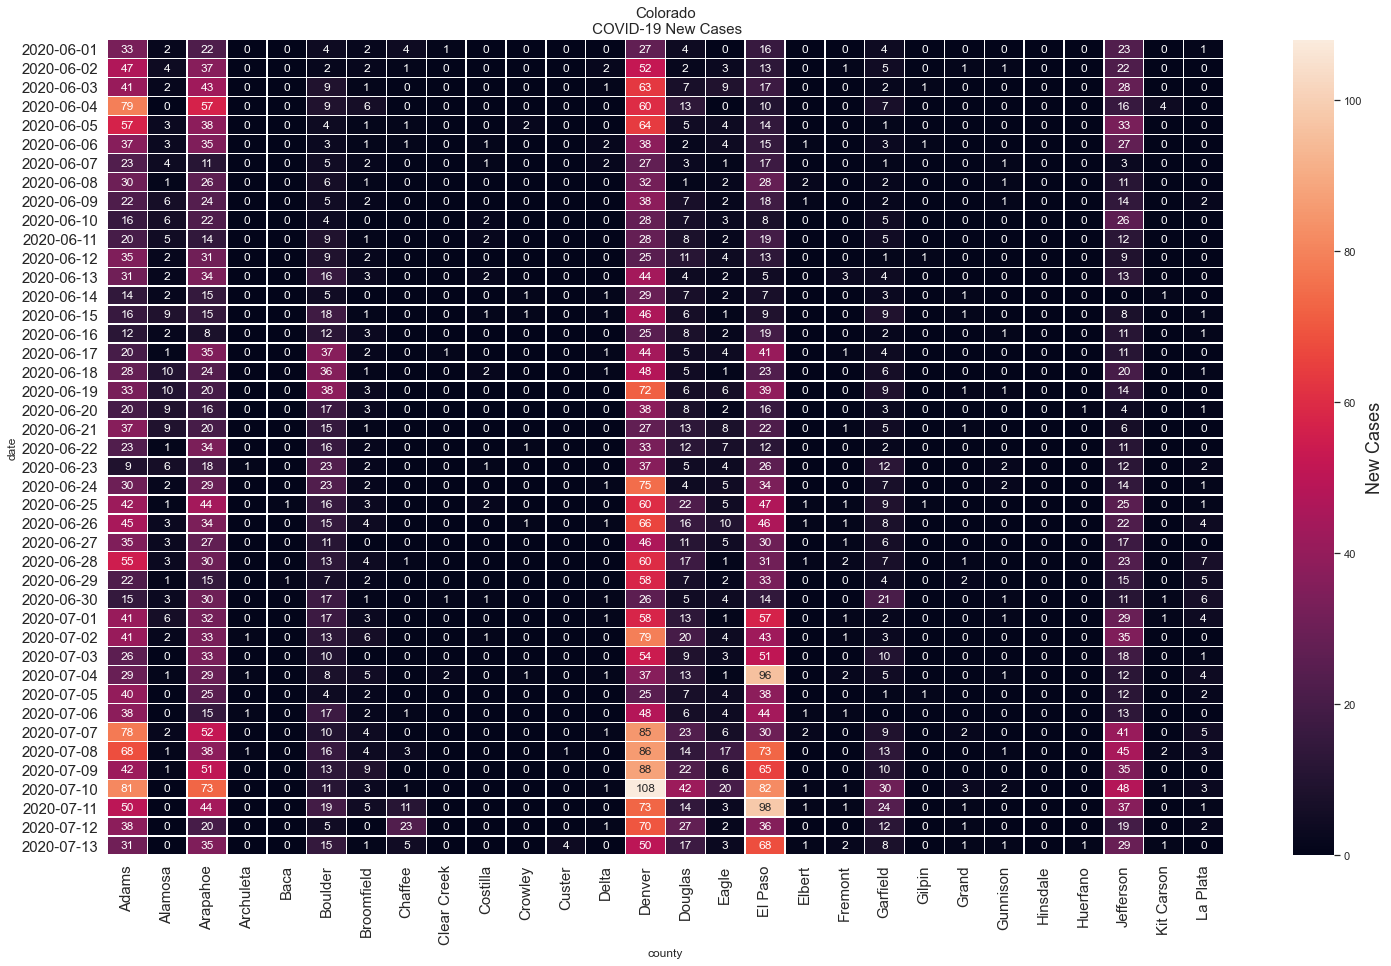 Colorado
COVID-19 New Cases
2020-06-01 33 2 22 0 0 4 2 4 1 0 0 0 0 27 4 0 16 0 0 4 0 0 0 0 0 23 0 1
2020-06-02 47 4 37 0 0 2 2 1 0 0 0 0 2 52 2 3 13 0 1 5 0 1 1 0 0 22 0 0
2020-06-03 41 2 43 0 0 9 1 0 0 0 0 0 1 63 7 9 17 0 0 2 1 0 0 0 0 28 0 0
2020-06-04 79 0 57 0 0 9 6 0 0 0 0 0 0 60 13 0 10 0 0 7 0 0 0 0 0 16 4 0
2020-06-05 57 3 38 0 0 4 1 1 0 0 2 0 0 64 5 4 14 0 0 1 0 0 0 0 0 33 0 0
2020-06-06 37 3 35 0 0 3 1 1 0 1 0 0 2 38 2 4 15 1 0 3 1 0 0 0 0 27 0 0
2020-06-07 23 4 11 0 0 5 2 0 0 1 0 0 2 27 3 1 17 0 0 1 0 0 1 0 0 3 0 0
2020-06-08 30 1 26 0 0 6 1 0 0 0 0 0 0 32 1 2 28 2 0 2 0 0 1 0 0 11 0 0
2020-06-09 22 6 24 0 0 5 2 0 0 0 0 0 0 38 7 2 18 1 0 2 0 0 1 0 0 14 0 2
2020-06-10 16 6 22 0 0 4 0 0 0 2 0 0 0 28 7 3 8 0 0 5 0 0 0 0 0 26 0 0
2020-06-11 20 5 14 0 0 9 1 0 0 2 0 0 0 28 8 2 19 0 0 5 0 0 0 0 0 12 0 0
2020-06-12 35 2 31 0 0 9 2 0 0 0 0 0 0 25 11 4 13 0 0 1 1 0 0 0 0 9 0 0
2020-06-13 31 2 34 0 0 16 3 0 0 2 0 0 0 44 4 2 5 0 3 4 0 0 0 0 0 13 0 0
2020-06-14 14 2 15 0 0 5 0 0 0 0 1 0 1 29 7 2 7 0 0 3 0 1 0 0 0 0 1 0
2020-06-15 16 9 15 0 0 18 1 0 0 1 1 0 1 46 6 1 9 0 0 9 0 1 0 0 0 8 0 1
2020-06-16 12 2 8 0 0 12 3 0 0 0 0 0 0 25 8 2 19 0 0 2 0 0 1 0 0 11 0 1
2020-06-17 20 1 35 0 0 37 2 0 1 0 0 0 1 44 5 4 41 0 1 4 0 0 0 0 0 11 0 0
2020-06-18 28 10 24 0 0 36 1 0 0 2 0 0 1 48 5 1 23 0 0 6 0 0 0 0 0 20 0 1
2020-06-19 33 10 20 0 0 38 3 0 0 0 0 0 0 72 6 6 39 0 0 9 0 1 1 0 0 14 0 0
2020-06-20 20 9 16 0 0 17 3 0 0 0 0 0 0 38 8 2 16 0 0 3 0 0 0 0 1 4 0 1
2020-06-21 37 9 20 0 0 15 1 0 0 0 0 0 0 27 13 8 22 0 1 5 0 1 0 0 0 6 0 0
2020-06-22 23 1 34 0 0 16 2 0 0 0 1 0 0 33 12 7 12 0 0 2 0 0 0 0 0 11 0 0
2020-06-23 9 6 18 1 0 23 2 0 0 1 0 0 0 37 5 4 26 0 0 12 0 0 2 0 0 12 0 2
2020-06-24 30 2 29 0 0 23 2 0 0 0 0 0 1 75 4 5 34 0 0 7 0 0 2 0 0 14 0 1
2020-06-25 42 1 44 0 1 16 3 0 0 2 0 0 0 60 22 5 47 1 1 9 1 0 0 0 0 25 0 1
2020-06-26 45 3 34 0 0 15 4 0 0 0 1 0 1 66 16 10 46 1 1 8 0 0 0 0 0 22 0 4
2020-06-27 35 3 27 0 0 11 0 0 0 0 0 0 0 46 11 5 30 0 1 6 0 0 0 0 0 17 0 0
2020-06-28 55 3 30 0 0 13 4 1 0 0 0 0 0 60 17 1 31 1 2 7 0 1 0 0 0 23 0 7
2020-06-29 22 1 15 0 1 7 2 0 0 0 0 0 0 58 7 2 33 0 0 4 0 2 0 0 0 15 0 5
2020-06-30 15 3 30 0 0 17 1 0 1 1 0 0 1 26 5 4 14 0 0 21 0 0 1 0 0 11 1 6
2020-07-01 41 6 32 0 0 17 3 0 0 0 0 0 1 58 13 1 57 0 1 2 0 0 1 0 0 29 1 4
2020-07-02 41 2 33 1 0 13 6 0 0 1 0 0 0 79 20 4 43 0 1 3 0 0 0 0 0 35 0 0
2020-07-03 26 0 33 0 0 10 0 0 0 0 0 0 0 54 9 3 51 0 0 10 0 0 0 0 0 18 0 1
2020-07-04 29 1 29 1 0 8 5 0 2 0 1 0 1 37 13 1 96 0 2 5 0 0 1 0 0 12 0 4
2020-07-05 40 0 25 0 0 4 2 0 0 0 0 0 0 25 7 4 38 0 0 1 1 0 0 0 0 12 0 2
2020-07-06 38 0 15 1 0 17 2 1 0 0 0 0 0 48 6 4 44 1 1 0 0 0 0 0 0 13 0 0
2020-07-07 78 2 52 0 0 10 4 0 0 0 0 0 1 85 23 6 30 2 0 9 0 2 0 0 0 41 0 5
2020-07-08 68 1 38 1 0 16 4 3 0 0 0 1 0 86 14 17 73 0 0 13 0 0 1 0 0 45 2 3
2020-07-09 42 1 51 0 0 13 9 0 0 0 0 0 0 88 22 6 65 0 0 10 0 0 0 0 0 35 0 0
2020-07-10 81 0 73 0 0 11 3 1 0 0 0 0 1 108 42 20 82 1 1 30 0 3 2 0 0 48 1 3
2020-07-11 50 0 44 0 0 19 5 11 0 0 0 0 0 73 14 3 98 1 1 24 0 1 0 0 0 37 0 1
2020-07-12 38 0 20 0 0 5 0 23 0 0 0 0 1 70 27 2 36 0 0 12 0 1 0 0 0 19 0 2
2020-07-13 31 0 35 0 0 15 1 5 0 0 0 4 0 50 17 3 68 1 2 8 0 1 1 0 1 29 1 0
date
Adams Alamosa Arapahoe Archuleta Baca Boulder Broomfield Chaffee Clear Creek Costilla Crowley Custer Delta Denver Douglas Eagle El Paso Elbert Fremont Garfield Gilpin Grand Gunnison Hinsdale Huerfano Jefferson Kit Carson La Plata
county
100
80
60
40
20
0
New Cases